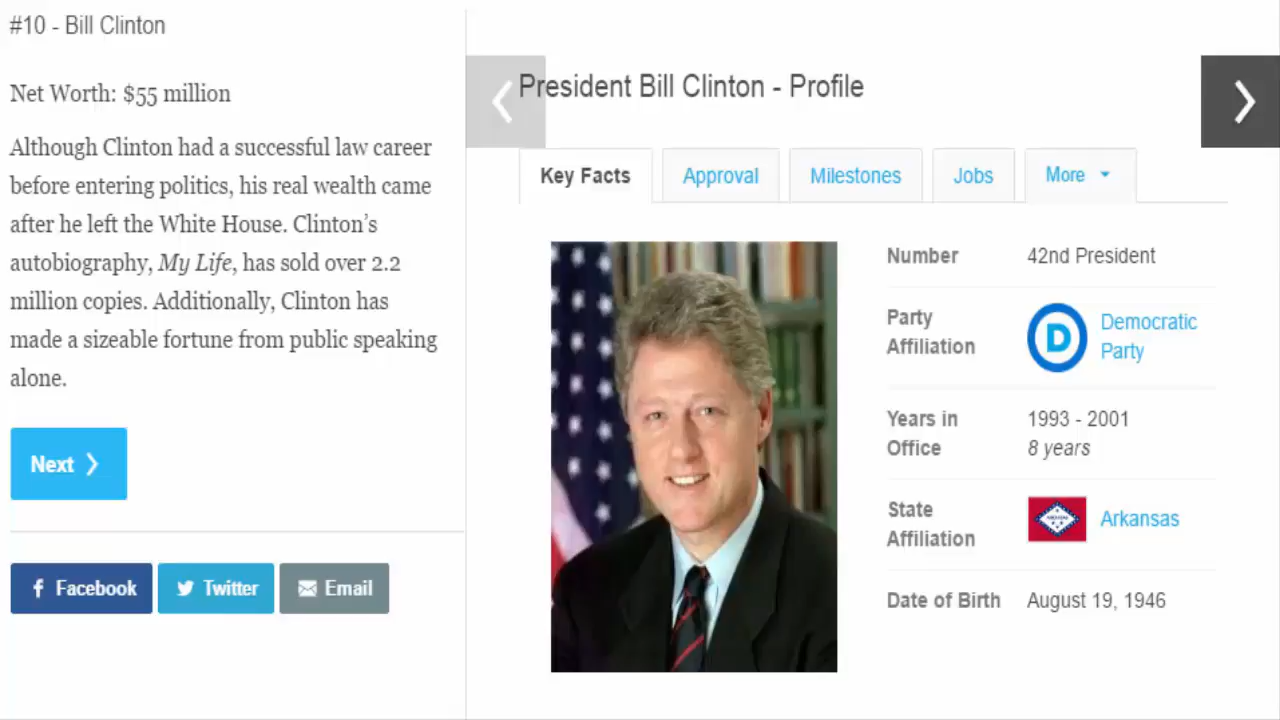 #10 - Bill Clinton
Net Worth: $55 million
Although Clinton had a successful law career
before entering politics, his real wealth came
after he left the White House. Clinton’s
autobiography, My Life, has sold over 2.2
million copies. Additionally, Clinton has
made a sizeable fortune from public speaking
alone.
Next
Facebook Twitter Email
President Bill Clinton - Profile
Key Facts Approval Milestones Jobs More
Number 42nd President
Party
Affiliation
D
Democratic
Party
Years in
Office
1993 - 2001
8 years
State
Affiliation
Arkansas
Date of Birth August 19, 1946